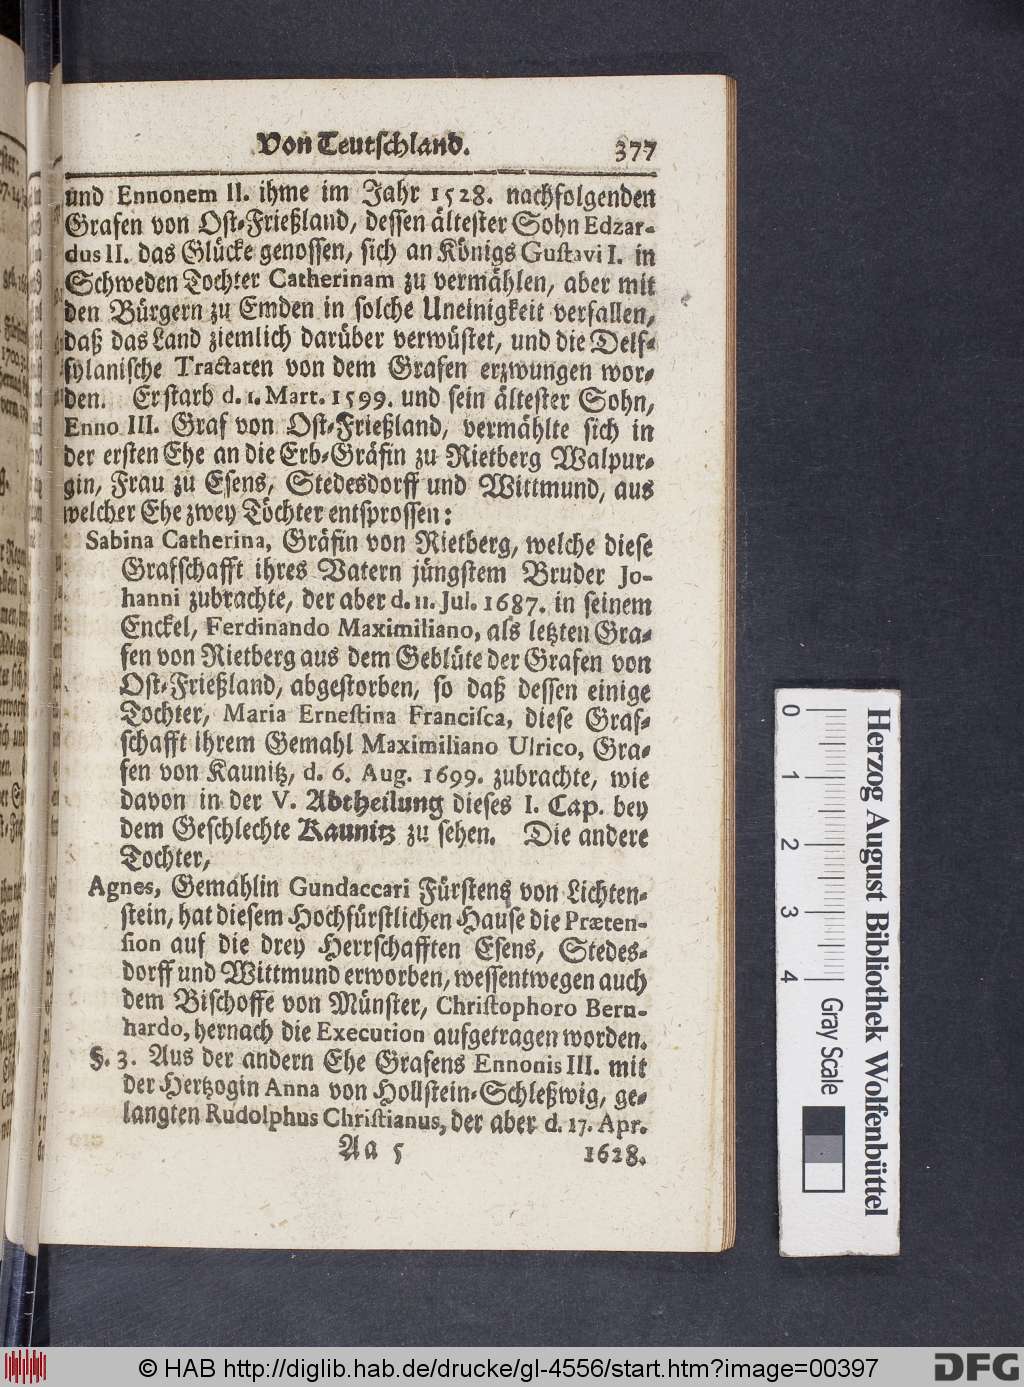 Von Teutschland. 377
und Ennonem II. ihme im Jahr 1528. nachfolgenden
Grafen von Ost-Frießland, dessen ältester Sohn Edzar-
dus II. das Glücke genossen, sich an Königs Gustavi I. in
Schweden Tochter Catherinam zu vermählen, aber mit
den Bürgern zu Emden in solche Uneinigkeit verfallen,
daß das Land ziemlich darüber verwüstet, und die Delf-
sylanische Tractaten von dem Grafen erzwungen wor-
den. Er starb d. 1. Mart. 1599. und sein ältester Sohn,
Enno III. Graf von Ost-Frießland, vermählte sich in
der ersten Ehe an die Erb-Gräfin zu Rietberg Walpur-
gin, Frau zu Esens, Stedesdorff und Wittmund, aus
welcher Ehe zwey Töchter entsprossen:
Sabina Catherina, Gräfin von Rietberg, welche diese
Grafschafft ihres Vatern jüngstem Bruder Jo-
hanni zubrachte, der aber d. 11. Jul. 1687. in seinem
Enckel, Ferdinando Maximiliano, als letzten Gra-
fen von Rietberg aus dem Geblüte der Grafen von
Ost-Frießland, abgestorben, so daß dessen einige
Tochter, Maria Ernestina Francisca, diese Graf-
schafft ihrem Gemahl Maximiliano Ulrico, Gra-
fen von Kaunitz, d. 6. Aug. 1699. zubrachte, wie
davon in der V. Abtheilung dieses I. Cap. bey
dem Geschlechte Kaunitz zu sehen. Die andere
Tochter,
Agnes, Gemahlin Gundaccari Fürstens von Lichten-
stein, hat diesem Hochfürstlichen Hause die Præten-
sion auf die drey Herrschafften Esens, Stedes-
dorff und Wittmund erworben, wessentwegen auch
dem Bischoffe von Münster, Christophoro Bern-
hardo, hernach die Execution aufgetragen worden.
§. 3. Aus der andern Ehe Grafens Ennonis III. mit
der Hertzogin Anna von Hollstein-Schleßwig, ge-
langten Rudolphus Christianus, der aber d. 17. Apr.
Aa 5 1628.
0 1 2 3 4
Gray Scale
Herzog August Bibliothek Wolfenbüttel
© HAB http://diglib.hab.de/drucke/gl-4556/start.htm?image=00397
DFG